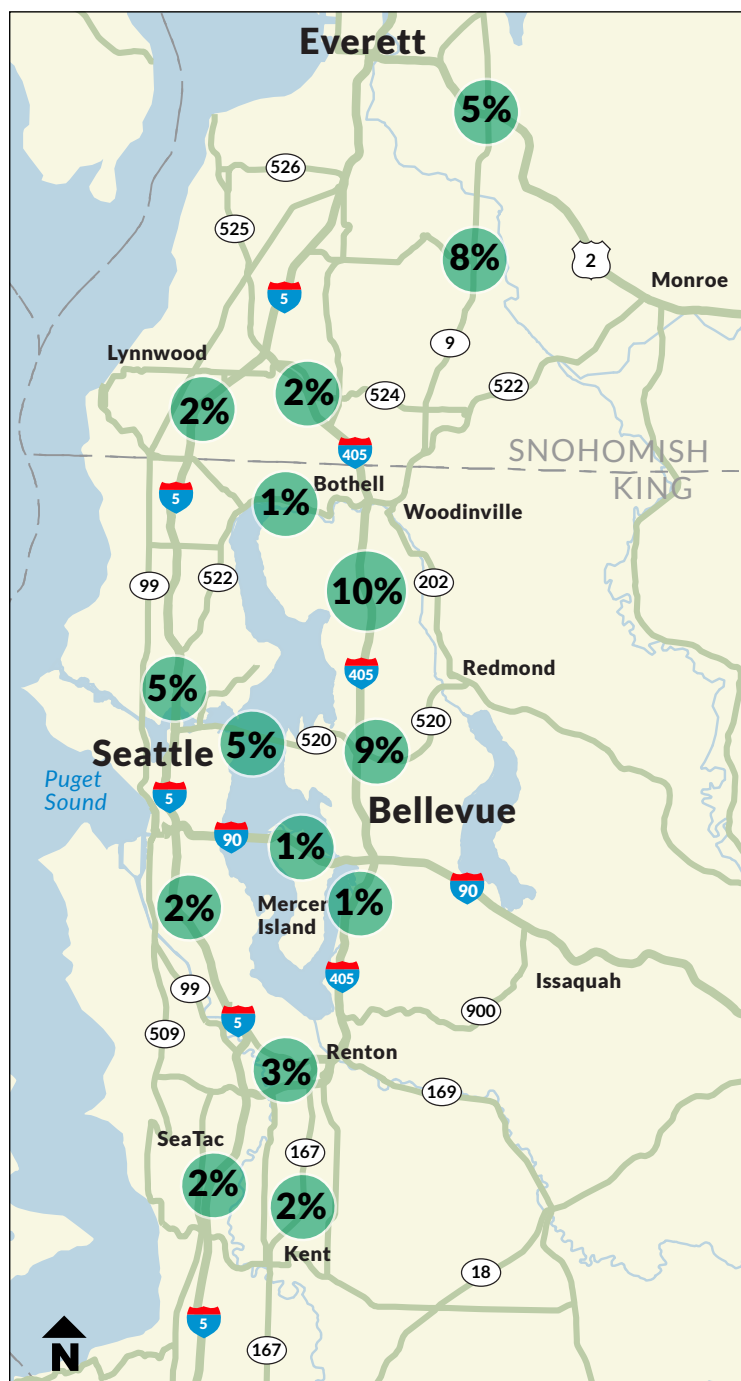 Everett
5%
526
525
8%
2
Monroe
5
9
Lynnwood
2%
2%
524
522
405
SNOHOMISH
KING
5
1%
Bothell
Woodinville
99
522
10%
202
405
Redmond
5%
520
5%
520
9%
Seattle
Puget
Sound
5
Bellevue
90
1%
90
2%
Mercer
Island
1%
405
Issaquah
99
900
5
509
Renton
3%
169
SeaTac
167
2%
2%
Kent
18
5
167
N